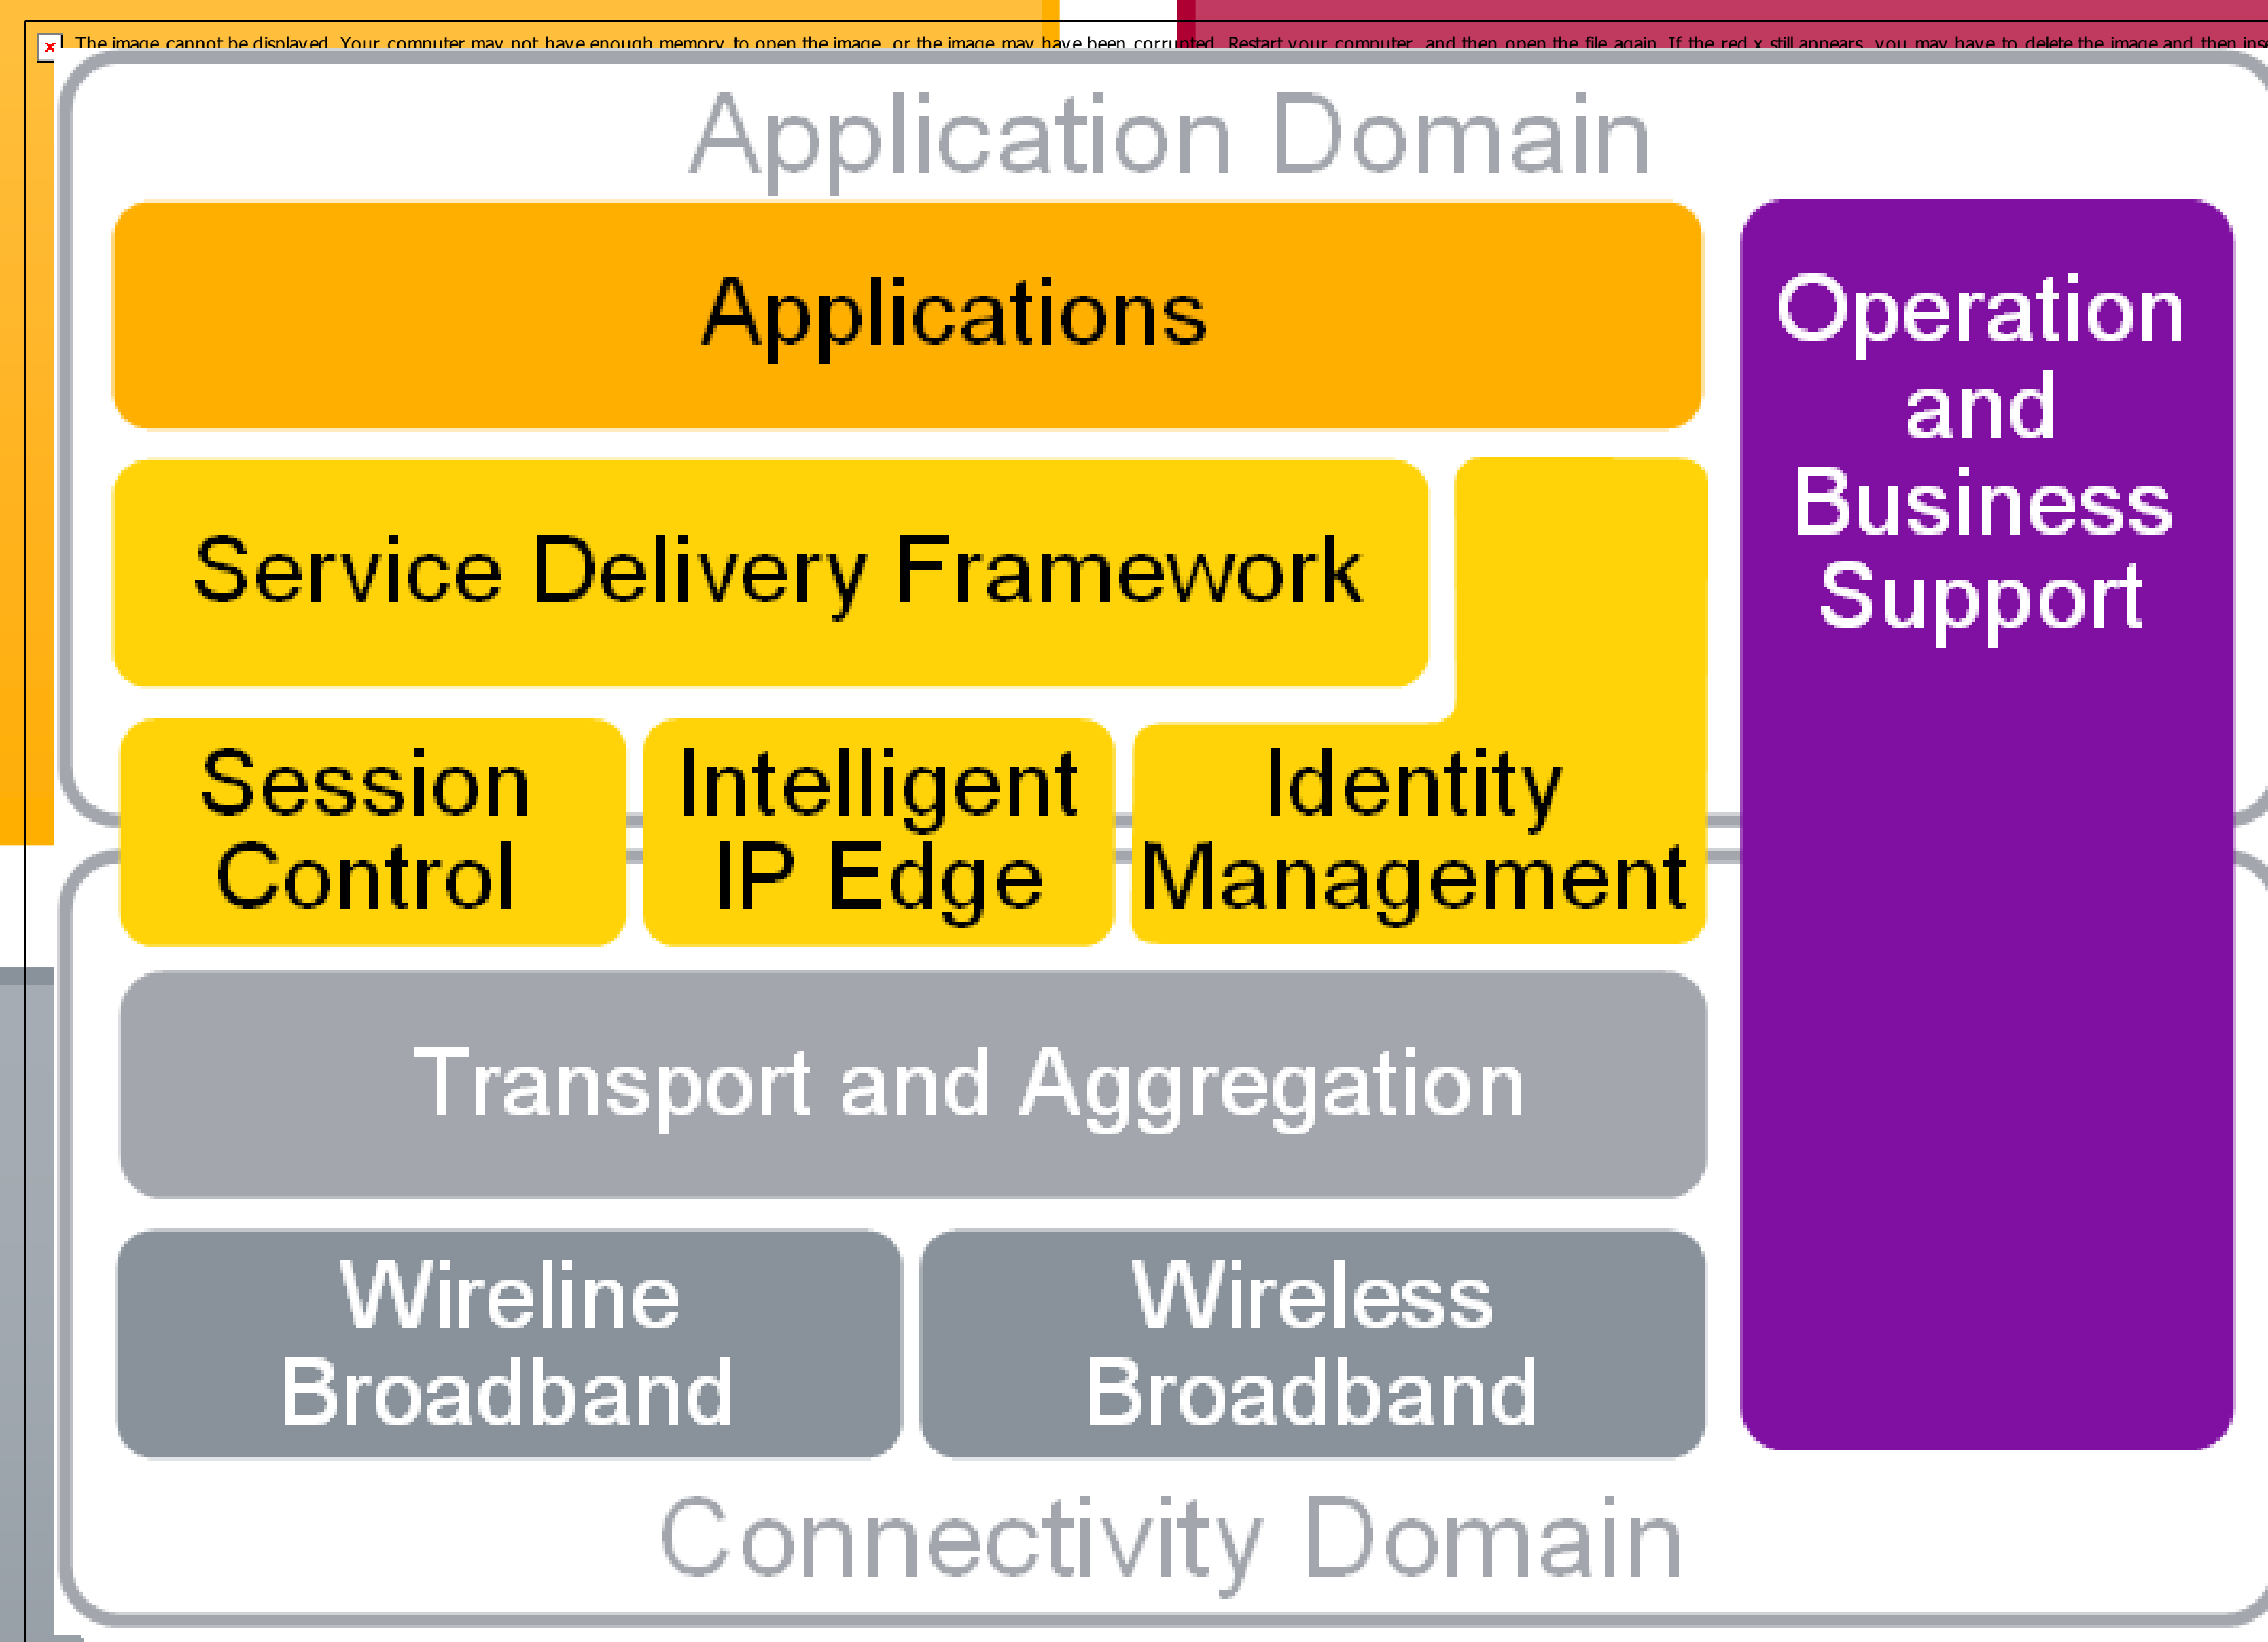 The image cannot be displayed. Your computer may not have enough memory to open the image, or the image may have been corrupted. Restart your computer, and then open the file again. If the red x still appears, you may have to delete the image and then
Application Domain
Applications
Operation
and
Business
Support
Service Delivery Framework
Session
Control
Intelligent
IP Edge
Identity
Management
Transport and Aggregation
Wireline
Broadband
Wireless
Broadband
Connectivity Domain